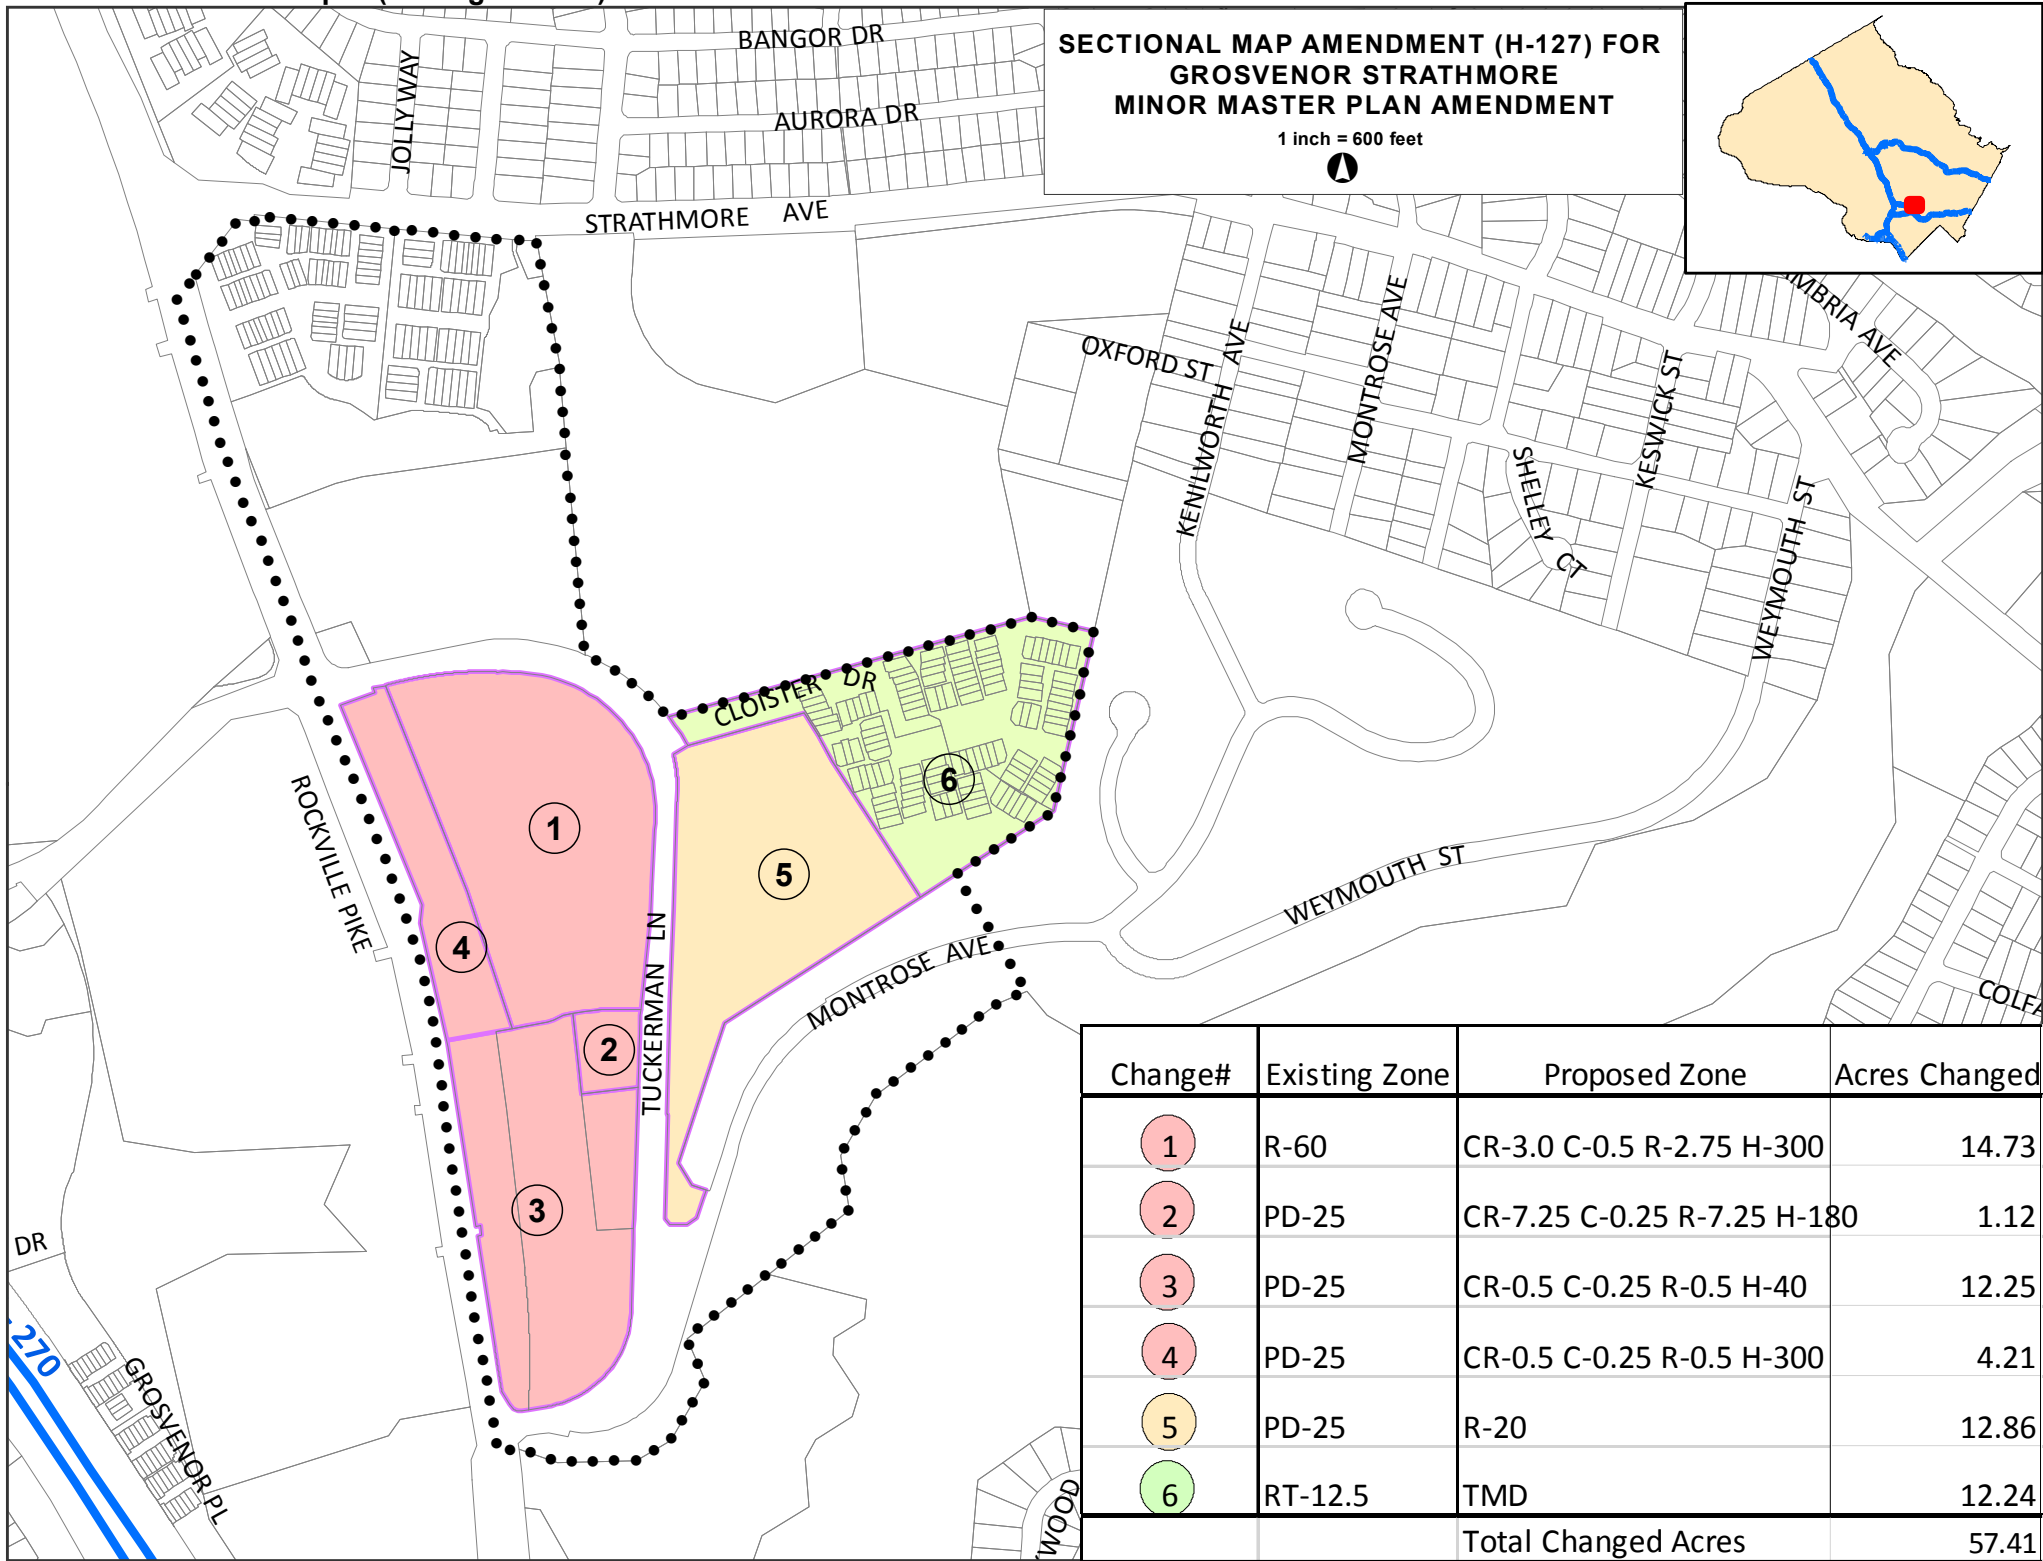 SECTIONAL MAP AMENDMENT (H-127) FOR
GROSVENOR STRATHMORE
MINOR MASTER PLAN AMENDMENT
1 inch = 600 feet
BANGOR DR
AURORA DR
JOLLY WAY
STRATHMORE AVE
OXFORD ST
KENILWORTH AVE
MONTROSE AVE
MBRIA AVE
KESWICK ST
SHELLEY CT
WEYMOUTH ST
CLOISTER DR
ROCKVILLE PIKE
TUCKERMAN LN
MONTROSE AVE
WEYMOUTH ST
COLFA
DR
270
GROSVENOR PL
WOOD
1
2
3
4
5
6
Change# Existing Zone Proposed Zone Acres Changed
1 R-60 CR-3.0 C-0.5 R-2.75 H-300 14.73
2 PD-25 CR-7.25 C-0.25 R-7.25 H-180 1.12
3 PD-25 CR-0.5 C-0.25 R-0.5 H-40 12.25
4 PD-25 CR-0.5 C-0.25 R-0.5 H-300 4.21
5 PD-25 R-20 12.86
6 RT-12.5 TMD 12.24
Total Changed Acres 57.41